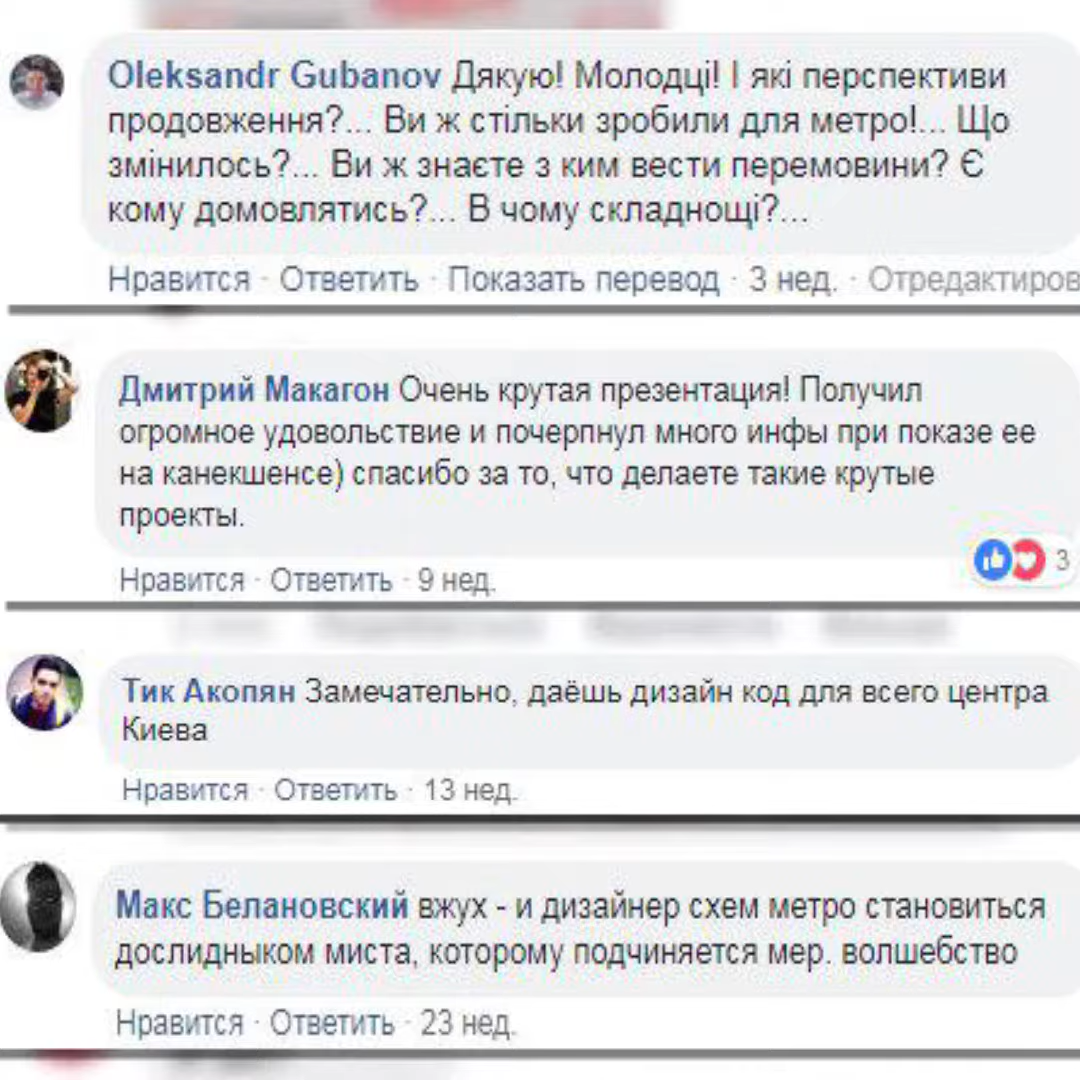 Oleksandr Gubanov Дякую! Молодці! І які перспективи
продовження?... Ви ж стільки зробили для метро!... Що
змінилось?... Ви ж знаєте з ким вести перемовини? Є
кому домовлятись?... В чому складнощі?...
Нравится · Ответить · Показать перевод · 3 нед. · Отредактиров
Дмитрий Макагон Очень крутая презентация! Получил
огромное удовольствие и почерпнул много инфы при показе ее
на канекшенсе) спасибо за то, что делаете такие крутые
проекты.
3
Нравится · Ответить · 9 нед.
Тик Акопян Замечательно, даёшь дизайн код для всего центра
Киева
Нравится · Ответить · 13 нед.
Макс Белановский вжух - и дизайнер схем метро становиться
дослидныком миста, которому подчиняется мер. волшебство
Нравится · Ответить · 23 нед.